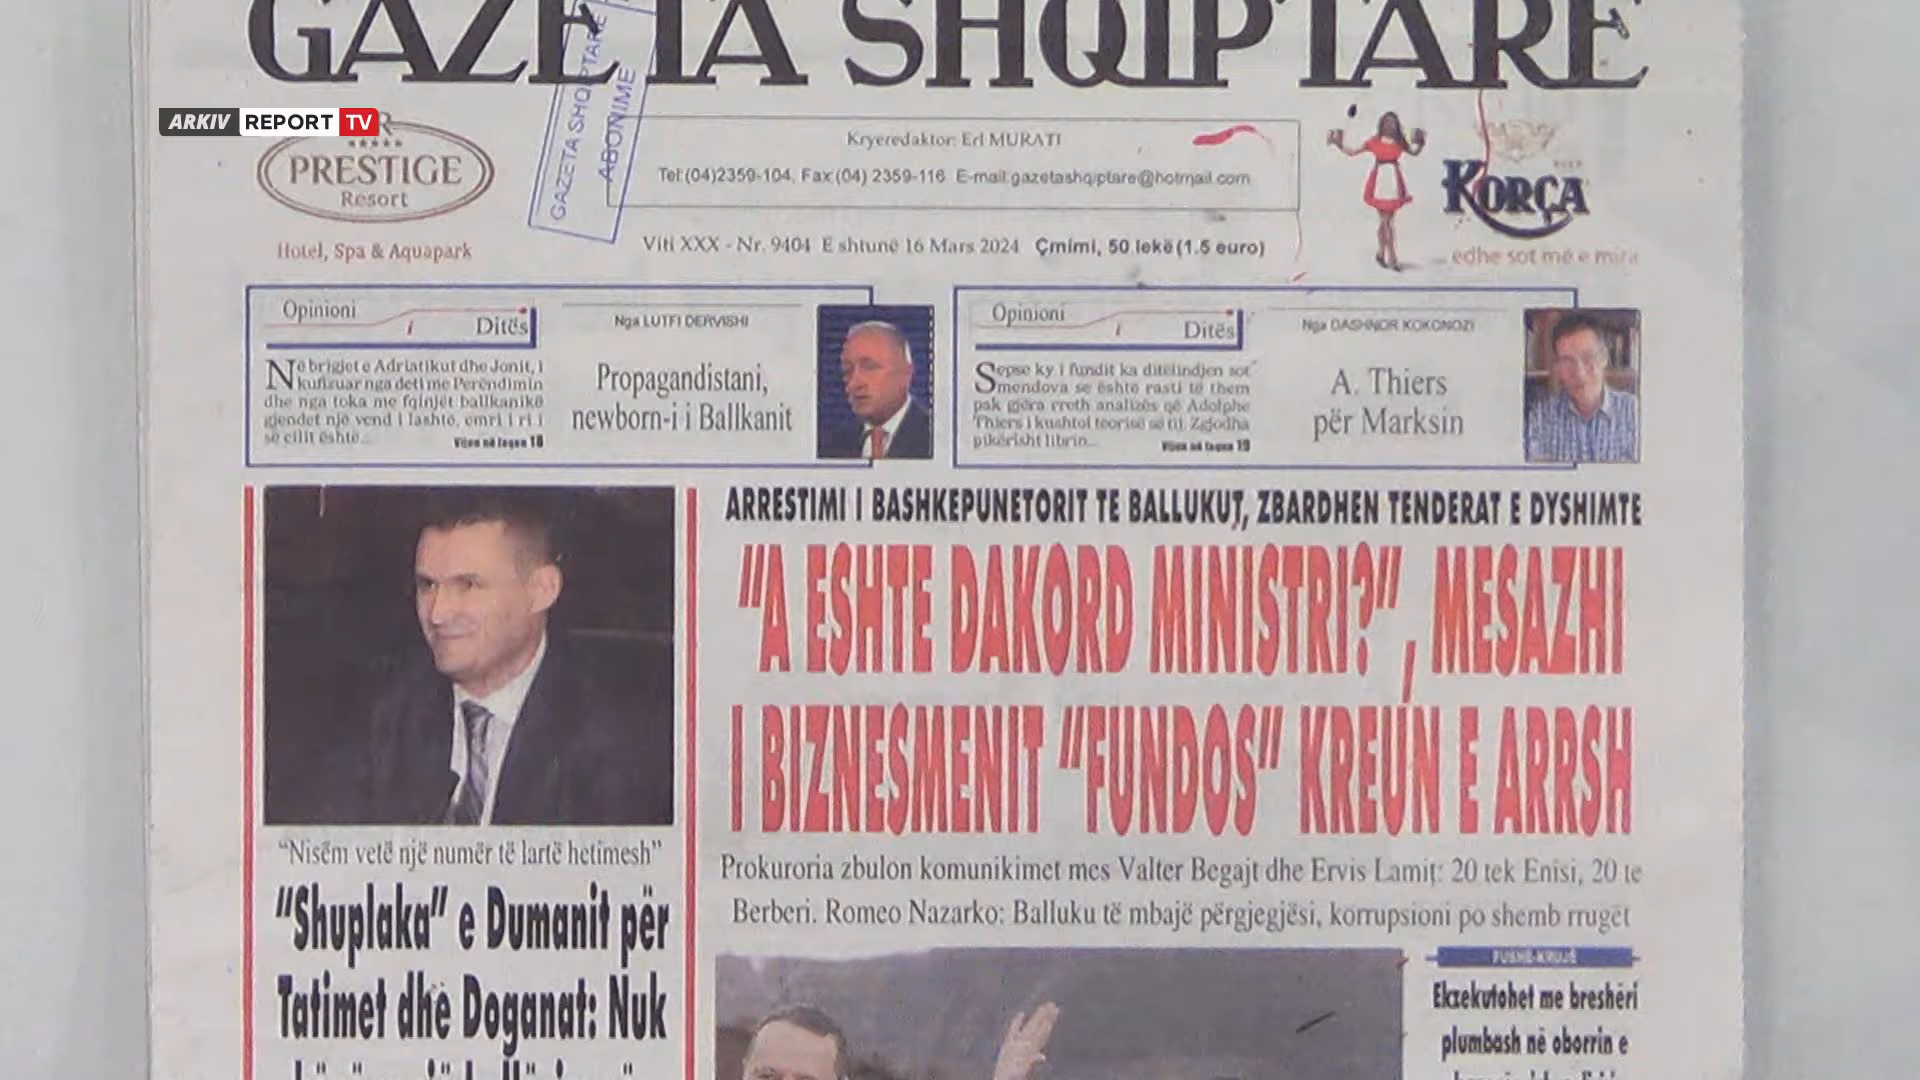 GAZETA SHQIPTARE
ARKIV REPORT TV
GAZETA SHQIPTARE
ABONIME
PRESTIGE
Resort
Hotel, Spa & Aquapark
Kryeredaktor: Erl MURATI
Tel:(04)2359-104, Fax:(04) 2359-116 E-mail:gazetashqiptare@hotmail.com
Viti XXX - Nr. 9404 E shtunë 16 Mars 2024 Çmimi, 50 lekë (1.5 euro)
KORÇA
... edhe sot më e mira
Opinioni
i Ditës
Në brigjet e Adriatikut dhe Jonit, i
kufizuar nga deti me Perëndimin
dhe nga toka me fqinjët ballkanikë
gjendet një vend i lashtë, emri i ri i
së cilit është...
Vijon në faqen 18
Nga LUTFI DERVISHI
Propagandistani,
newborn-i i Ballkanit
Opinioni
i Ditës
Sepse ky i fundit ka ditëlindjen sot
mendova se është rasti të them
pak gjëra rreth analizës që Adolphe
Thiers i kushtoi teorisë së tij. Zgjodha
pikërisht librin...
Vijon në faqen 19
Nga DASHNOR KOKONOZI
A. Thiers
për Marksin
ARRESTIMI I BASHKEPUNETORIT TE BALLUKUT, ZBARDHEN TENDERAT E DYSHIMTE
"A ESHTE DAKORD MINISTRI?", MESAZHI
I BIZNESMENIT "FUNDOS" KREUN E ARRSH
Prokuroria zbulon komunikimet mes Valter Begajt dhe Ervis Lamit: 20 tek Enisi, 20 te
Berberi. Romeo Nazarko: Balluku të mbajë përgjegjësi, korrupsioni po shemb rrugët
"Nisëm vetë një numër të lartë hetimesh"
"Shuplaka" e Dumanit për
Tatimet dhe Doganat: Nuk
FUSHË-KRUJË
Ekzekutohet me breshëri
plumbash në oborrin e